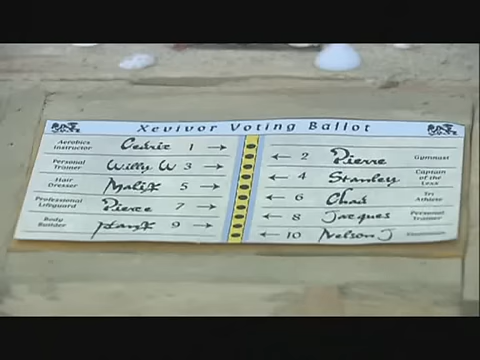 Xevivor Voting Ballot
Aerobics Instructor Cedric 1
Personal Trainer Willy W 3
Hair Dresser Malik 5
Professional Lifeguard Pierce 7
Body Builder 9
2 Pierre Gymnast
4 Stanley Captain of the Lexx
6 Chad Tri Athlete
8 Jacques Personal Trainer
10 Nelson J